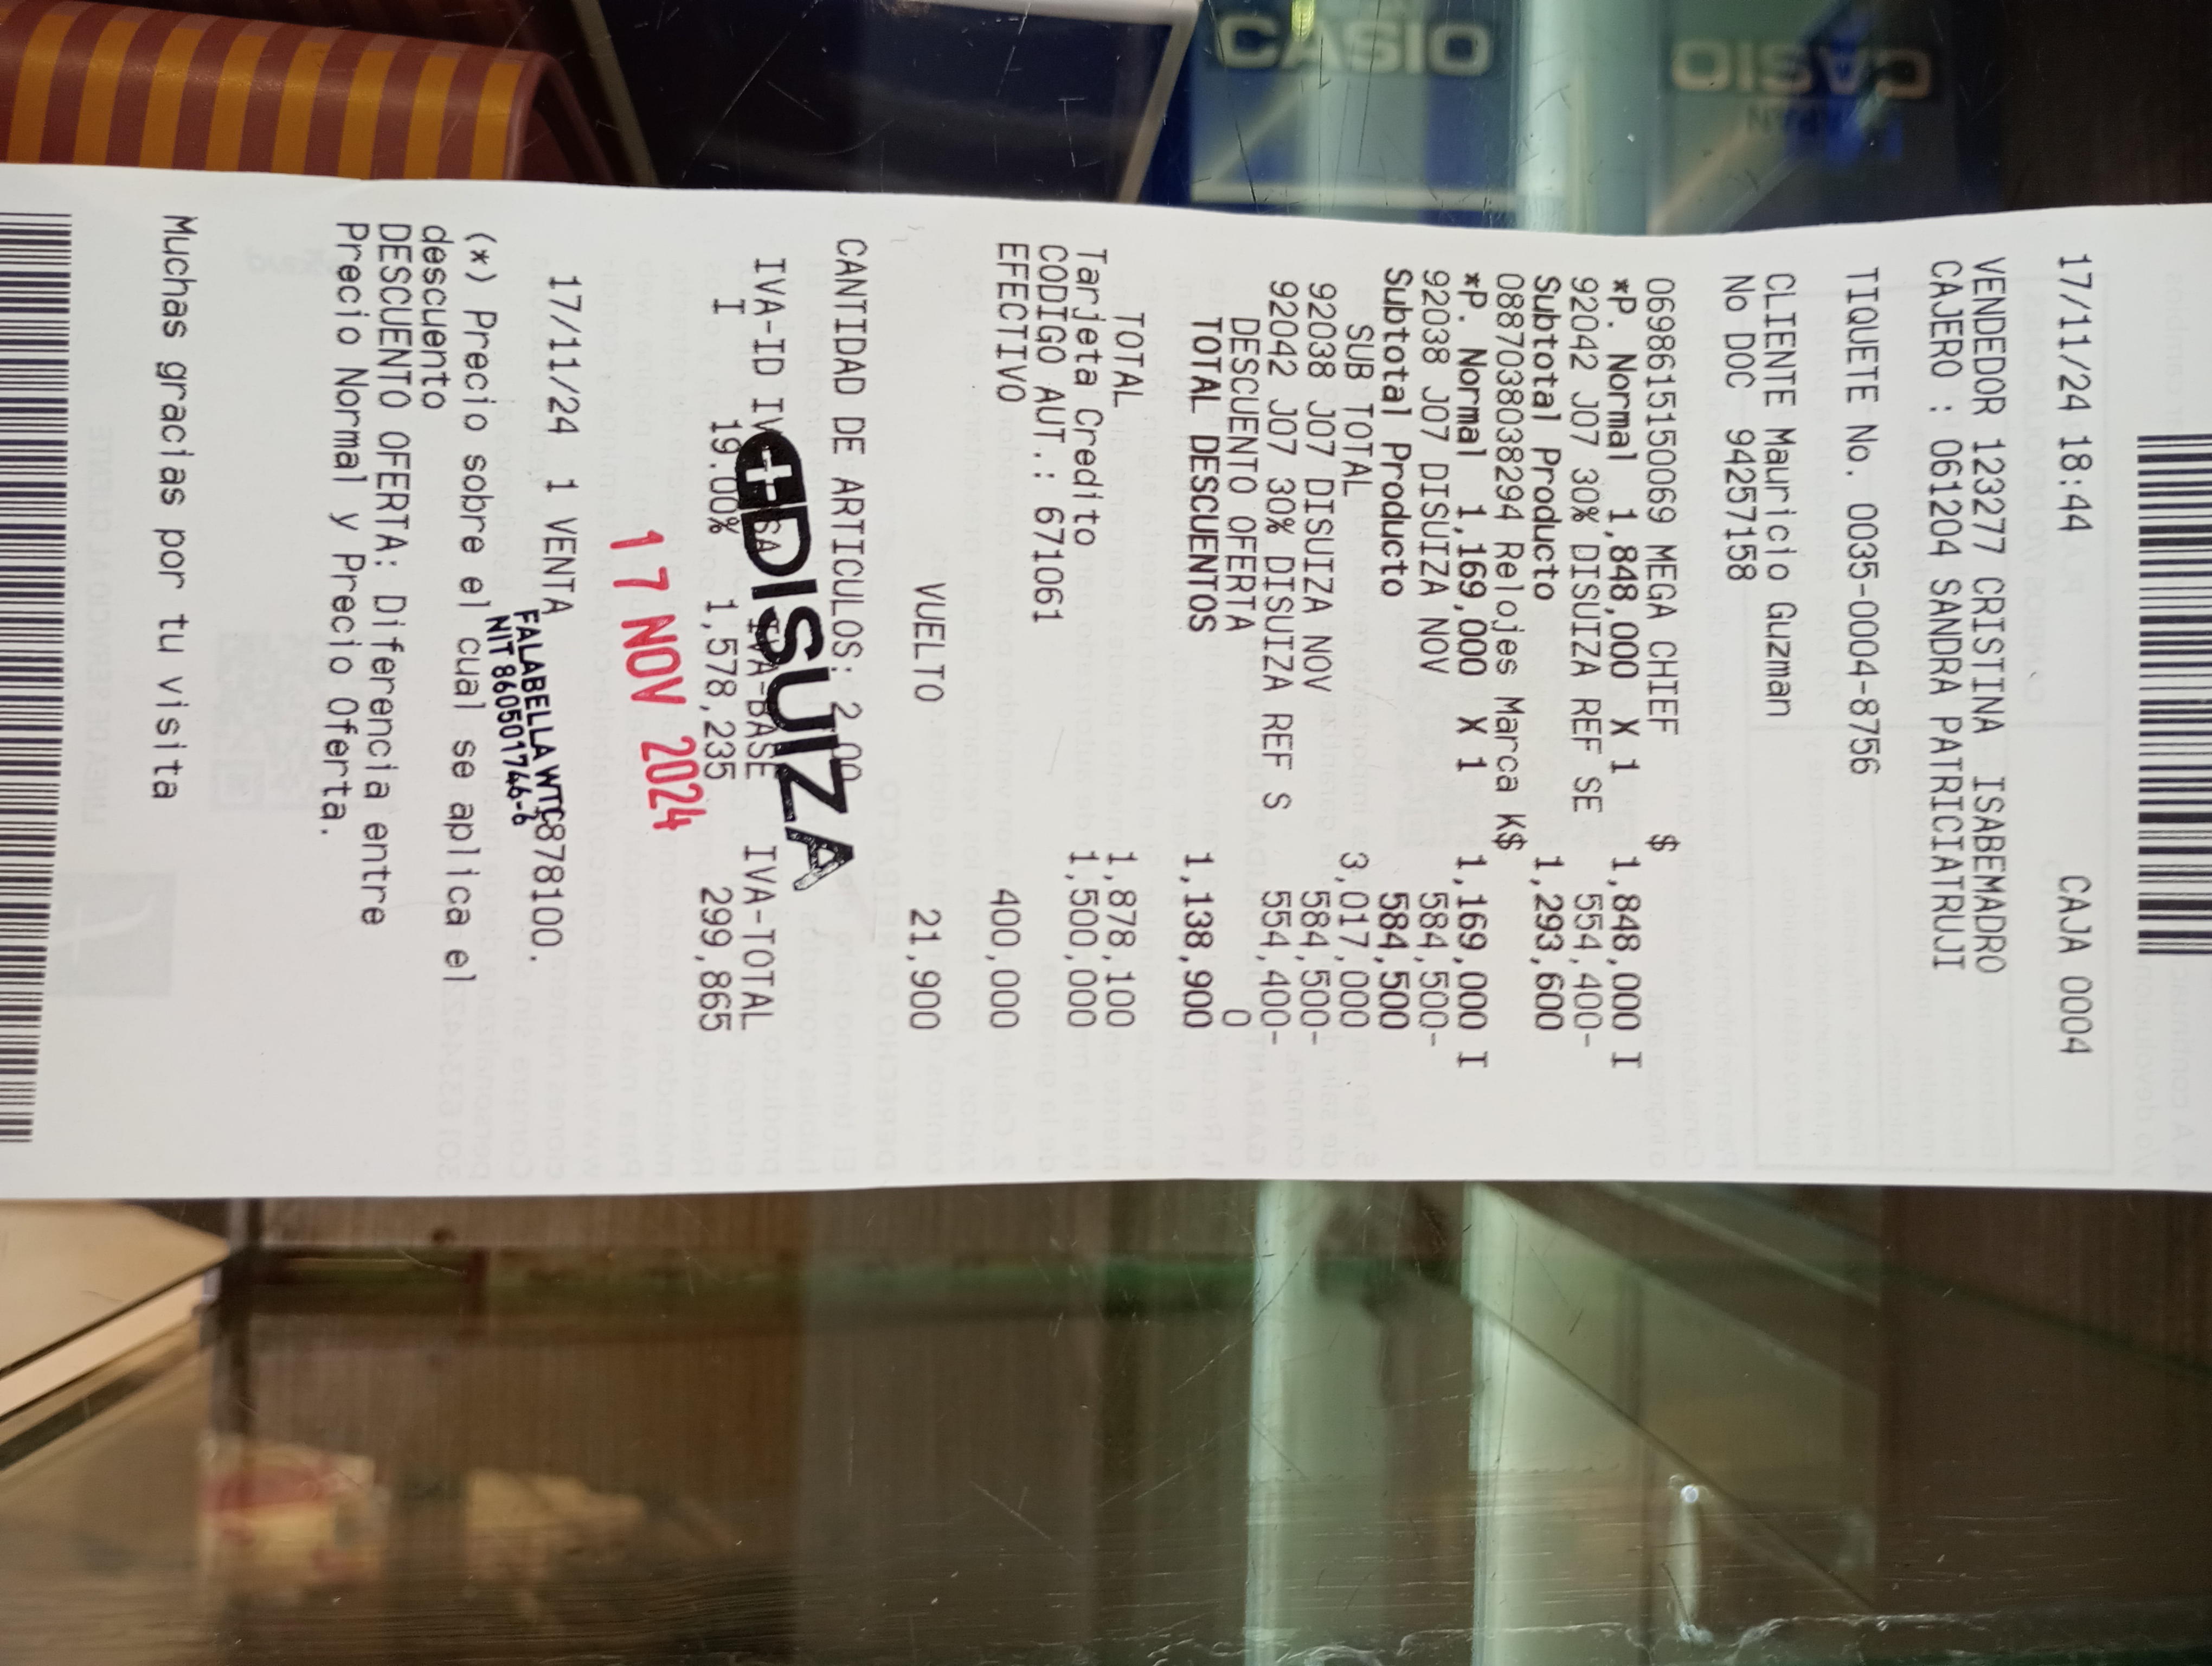 CASIO
CASIO
17/11/24 18:44 CAJA 0004
VENDEDOR 123277 CRISTINA ISABEMADRO
CAJERO : 061204 SANDRA PATRICIATRUJI
TIQUETE No. 0035-0004-8756
CLIENTE Mauricio Guzman
No DOC 94257158
0698615150069 MEGA CHIEF $
*P. Normal 1,848,000 X 1 1,848,000 I
92042 J07 30% DISUIZA REF SE 554,400-
Subtotal Producto 1,293,600
0887038038294 Relojes Marca K$
*P. Normal 1,169,000 X 1 1,169,000 I
92038 J07 DISUIZA NOV 584,500-
Subtotal Producto 584,500
SUB TOTAL 3,017,000
92038 J07 DISUIZA NOV 584,500-
92042 J07 30% DISUIZA REF S 554,400-
DESCUENTO OFERTA 0
TOTAL DESCUENTOS 1,138,900
TOTAL 1,878,100
Tarjeta Credito 1,500,000
CODIGO AUT.: 671061
EFECTIVO 400,000
VUELTO 21,900
CANTIDAD DE ARTICULOS: 2.00
DISUIZA
IVA-ID IVA-BASE IVA-TOTAL
I 19.00% 1,578,235 299,865
17 NOV 2024
17/11/24 1 VENTA 878100.
FALABELLA WTC
NIT 860501746-6
(*) Precio sobre el cual se aplica el
descuento
DESCUENTO OFERTA: Diferencia entre
Precio Normal y Precio Oferta.
Muchas gracias por tu visita